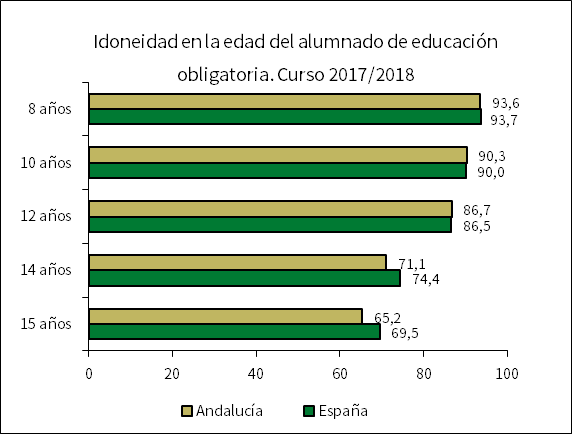 Idoneidad en la edad del alumnado de educación
obligatoria. Curso 2017/2018
8 años
93,6
93,7
10 años
90,3
90,0
12 años
86,7
86,5
14 años
71,1
74,4
15 años
65,2
69,5
0 20 40 60 80 100
Andalucía España